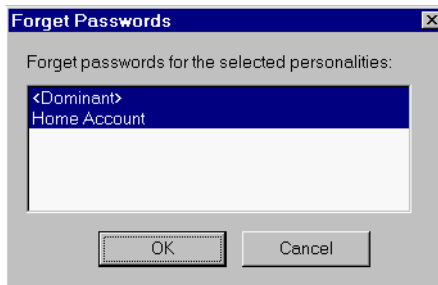 Forget Passwords
Forget passwords for the selected personalities:
<Dominant>
Home Account
OK
Cancel